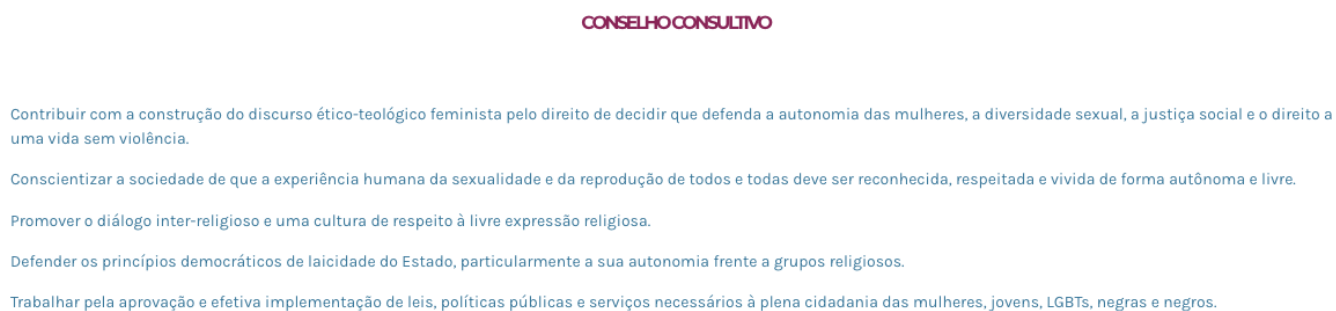 CONSELHO CONSULTIVO
Contribuir com a construção do discurso ético-teológico feminista pelo direito de decidir que defenda a autonomia das mulheres, a diversidade sexual, a justiça social e o direito a
uma vida sem violência.
Conscientizar a sociedade de que a experiência humana da sexualidade e da reprodução de todos e todas deve ser reconhecida, respeitada e vivida de forma autônoma e livre.
Promover o diálogo inter-religioso e uma cultura de respeito à livre expressão religiosa.
Defender os princípios democráticos de laicidade do Estado, particularmente a sua autonomia frente a grupos religiosos.
Trabalhar pela aprovação e efetiva implementação de leis, políticas públicas e serviços necessários à plena cidadania das mulheres, jovens, LGBTs, negras e negros.